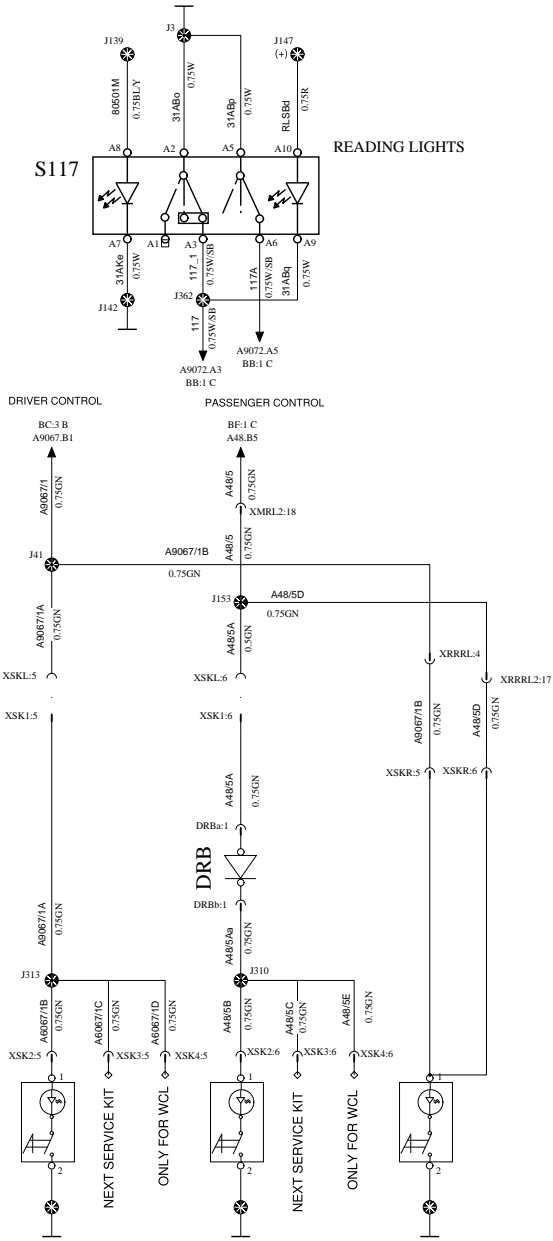 J3
J139
J147
(+)
80501M
0.75BL/Y
31ABo
0.75W
31ABp
0.75W
RLSBd
0.75R
A8
A2
A5
A10
READING LIGHTS
S117
A7
A1
A3
A6
A9
31AKe
0.75W
117_1
0.75W/SB
117A
0.75W/SB
31ABq
0.75W
J142
J362
117
0.75W/SB
A9072.A5
BB:1 C
A9072.A3
BB:1 C
DRIVER CONTROL
PASSENGER CONTROL
BC:3 B
A9067.B1
BF:1 C
A48.B5
A9067/1
0.75GN
A48/5
0.75GN
XMRL2:18
A48/5
0.75GN
J41
A9067/1B
0.75GN
J153
A48/5D
0.75GN
A9067/1A
0.75GN
A48/5A
0.5GN
XSKL:5
XSKL:6
XRRRL:4
XRRRL2:17
XSK1:5
XSK1:6
A9067/1B
0.75GN
A48/5D
0.75GN
XSKR:5
XSKR:6
A48/5A
0.75GN
DRBa:1
DRB
DRBb:1
A9067/1A
0.75GN
A48/5Aa
0.75GN
J313
J310
A6067/1B
0.75GN
A6067/1C
0.75GN
A6067/1D
0.75GN
A48/5B
0.75GN
A48/5C
0.75GN
A48/5E
0.75GN
XSK2:5
XSK3:5
XSK4:5
XSK2:6
XSK3:6
XSK4:6
1
1
1
NEXT SERVICE KIT
ONLY FOR WCL
NEXT SERVICE KIT
ONLY FOR WCL
2
2
2